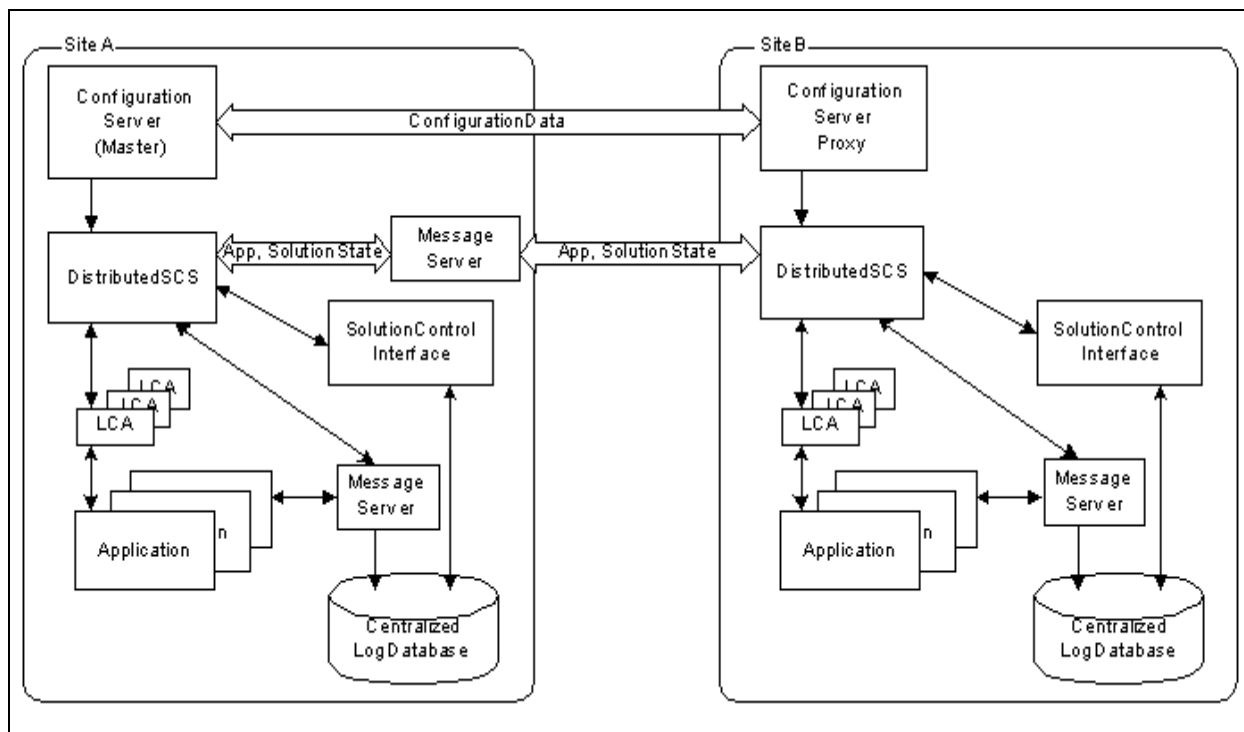 Site A
Configuration
Server
(Master)
ConfigurationData
DistributedSCS
App, Solution State
Message
Server
App, Solution State
SolutionControl
Interface
LCA
LCA
LCA
Message
Server
n
Application
Centralized
LogDatabase
Site B
Configuration
Server
Proxy
DistributedSCS
SolutionControl
Interface
LCA
LCA
LCA
Message
Server
n
Application
Centralized
LogDatabase